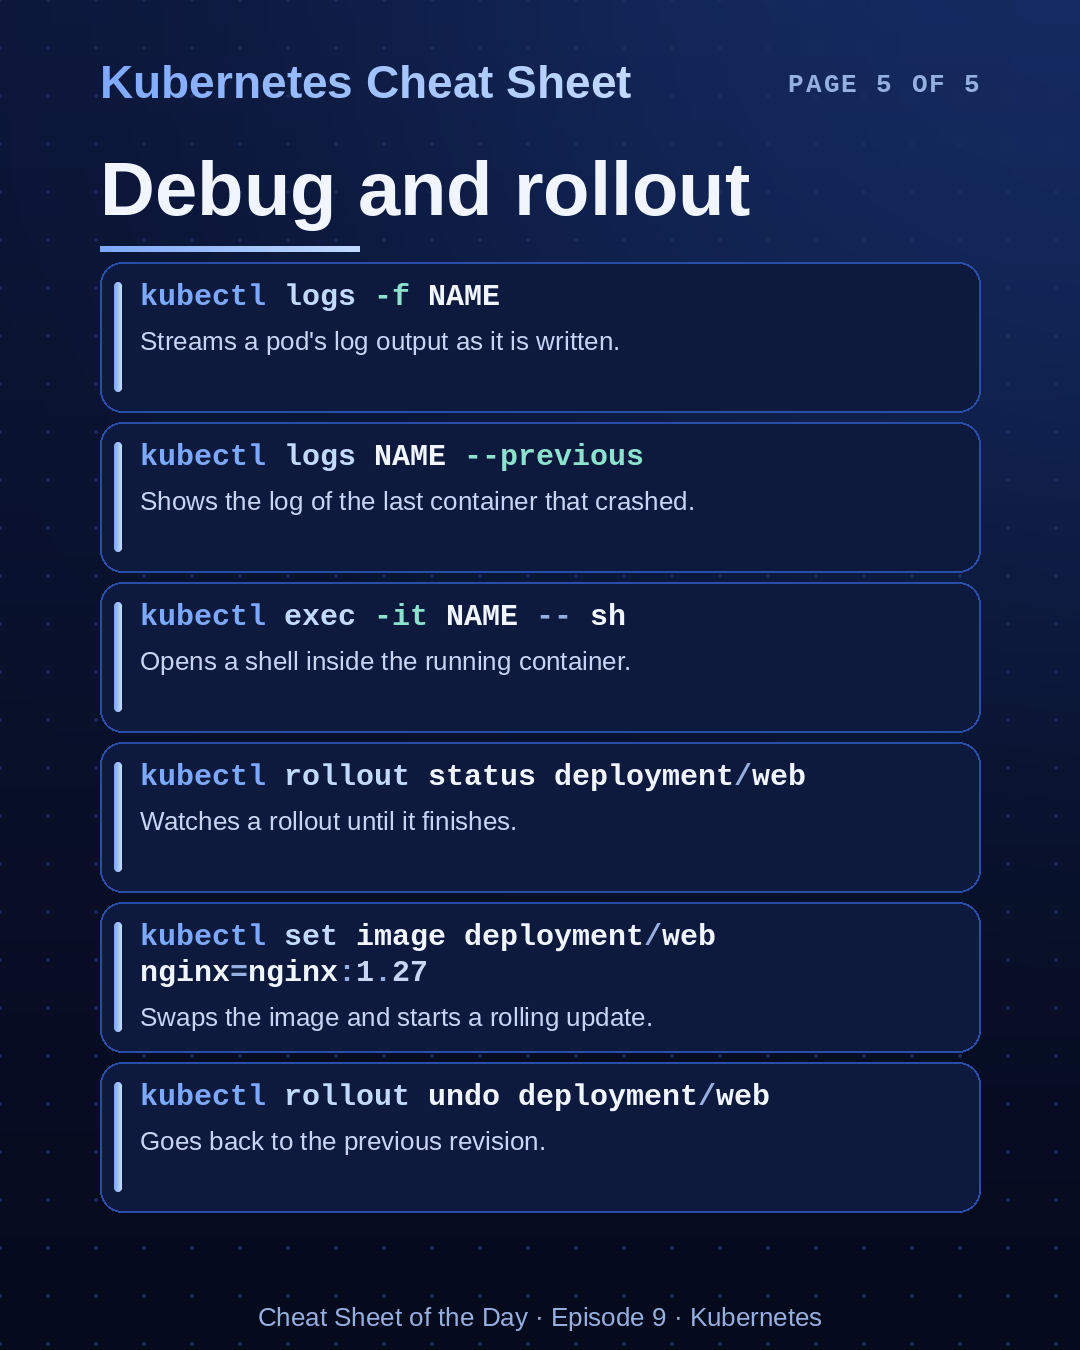 Kubernetes Cheat Sheet
PAGE 5 OF 5
Debug and rollout
kubectl logs -f NAME
Streams a pod's log output as it is written.
kubectl logs NAME --previous
Shows the log of the last container that crashed.
kubectl exec -it NAME -- sh
Opens a shell inside the running container.
kubectl rollout status deployment/web
Watches a rollout until it finishes.
kubectl set image deployment/web
nginx=nginx:1.27
Swaps the image and starts a rolling update.
kubectl rollout undo deployment/web
Goes back to the previous revision.
Cheat Sheet of the Day · Episode 9 · Kubernetes